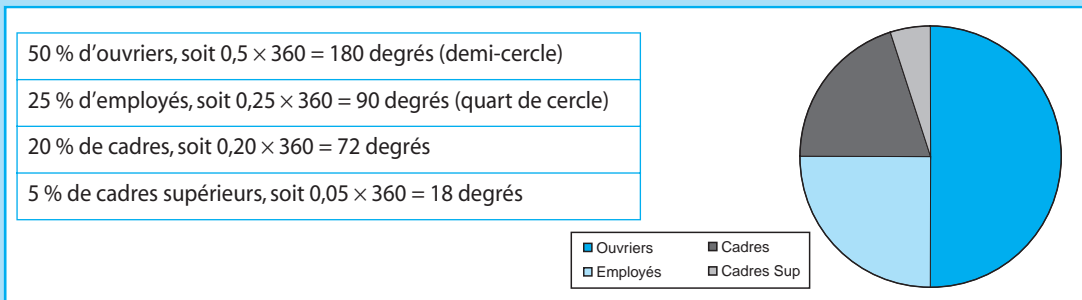 50 % d'ouvriers, soit 0,5 × 360 = 180 degrés (demi-cercle)
25 % d'employés, soit 0,25 × 360 = 90 degrés (quart de cercle)
20 % de cadres, soit 0,20 × 360 = 72 degrés
5 % de cadres supérieurs, soit 0,05 × 360 = 18 degrés
Ouvriers Cadres
Employés Cadres Sup